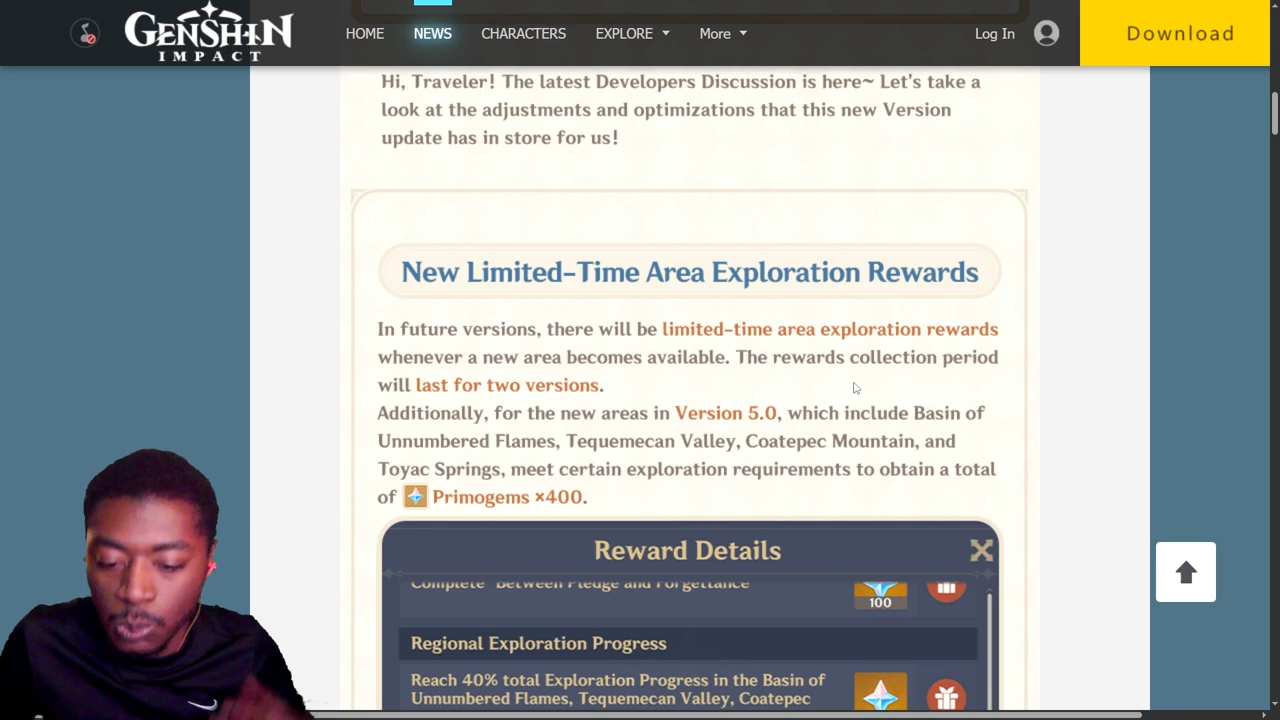 GENSHIN
IMPACT
HOME
NEWS
CHARACTERS
EXPLORE
More
Log In
Download
Hi, Traveler! The latest Developers Discussion is here~ Let's take a
look at the adjustments and optimizations that this new Version
update has in store for us!
New Limited-Time Area Exploration Rewards
In future versions, there will be limited-time area exploration rewards
whenever a new area becomes available. The rewards collection period
will last for two versions.
Additionally, for the new areas in Version 5.0, which include Basin of
Unnumbered Flames, Tequemecan Valley, Coatepec Mountain, and
Toyac Springs, meet certain exploration requirements to obtain a total
of Primogems ×400.
Reward Details
Complete "Between Pledge and Forgettance"
100
Regional Exploration Progress
Reach 40% total Exploration Progress in the Basin of
Unnumbered Flames, Tequemecan Valley, Coatepec